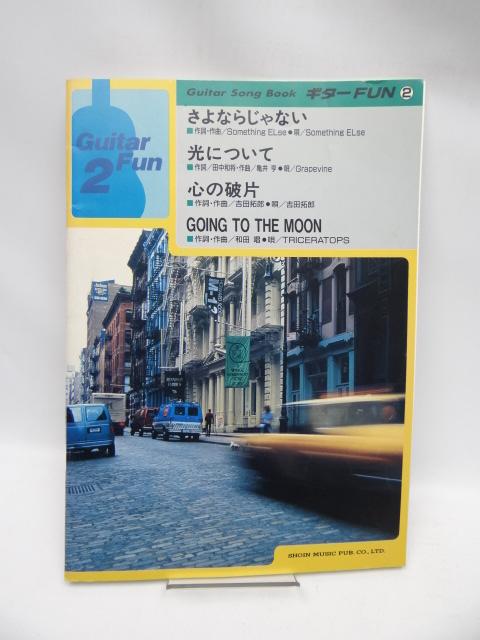 Guitar Song Book ギターFUN②
Guitar
2 Fun
さよならじゃない
■作詞・作曲/Something ELse●唄/Something ELse
光について
■作詞/田中和将・作曲/亀井 亨●唄/Grapevine
心の破片
■作詞・作曲/吉田拓郎●唄/吉田拓郎
GOING TO THE MOON
■作詞・作曲/和田 唱●唄/TRICERATOPS
SHOIN MUSIC PUB. CO., LTD.